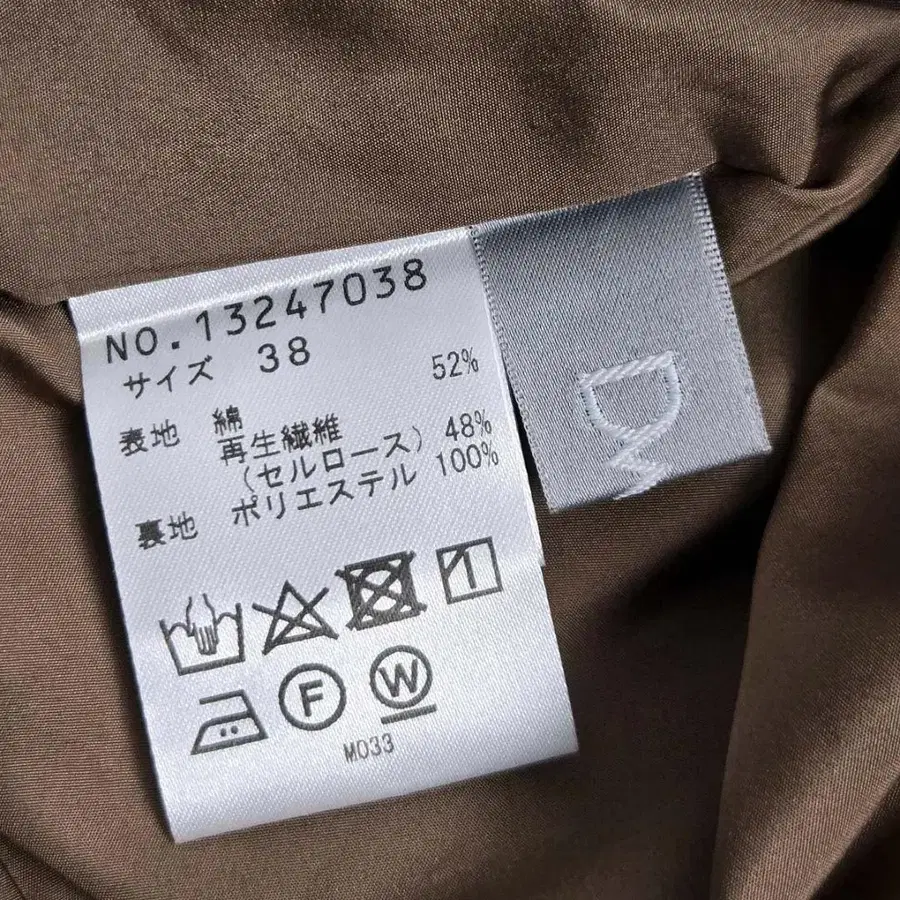 NO.13247038
サイズ 38
表地 綿 52%
再生繊維
(セルロース) 48%
裏地 ポリエステル 100%
F W
M033